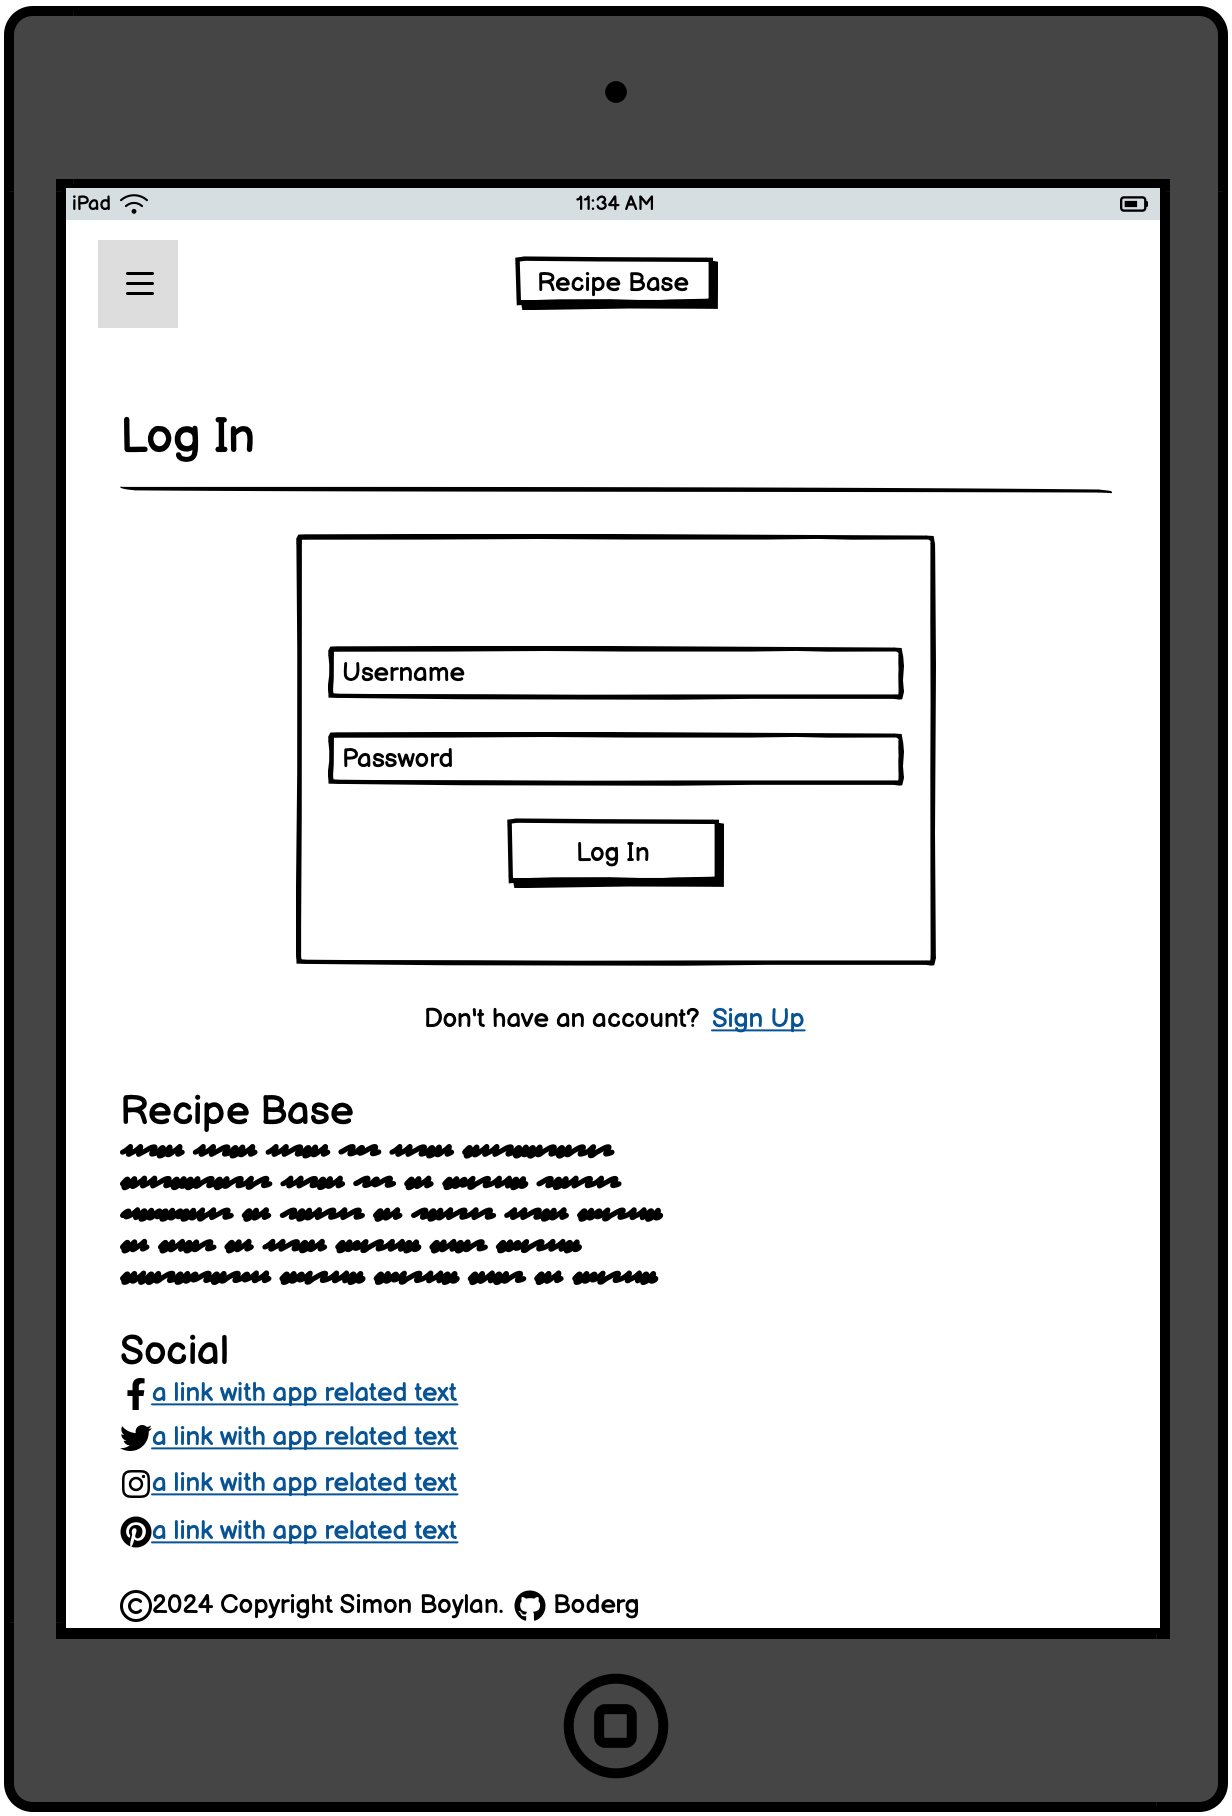 iPad 11:34 AM
Recipe Base
Log In
Username
Password
Log In
Don't have an account? Sign Up
Recipe Base
Social
a link with app related text
a link with app related text
a link with app related text
a link with app related text
©2024 Copyright Simon Boylan. Boderg